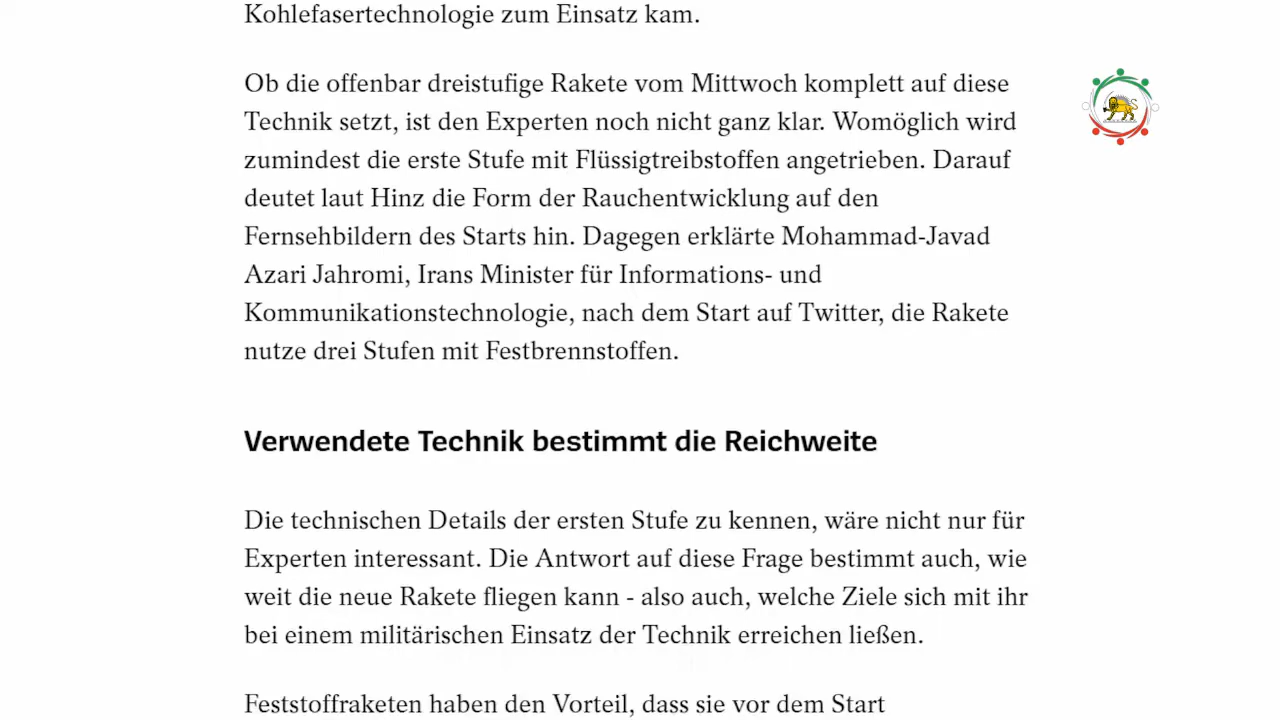 Kohlefasertechnologie zum Einsatz kam.
Ob die offenbar dreistufige Rakete vom Mittwoch komplett auf diese
Technik setzt, ist den Experten noch nicht ganz klar. Womöglich wird
zumindest die erste Stufe mit Flüssigtreibstoffen angetrieben. Darauf
deutet laut Hinz die Form der Rauchentwicklung auf den
Fernsehbildern des Starts hin. Dagegen erklärte Mohammad-Javad
Azari Jahromi, Irans Minister für Informations- und
Kommunikationstechnologie, nach dem Start auf Twitter, die Rakete
nutze drei Stufen mit Festbrennstoffen.
Verwendete Technik bestimmt die Reichweite
Die technischen Details der ersten Stufe zu kennen, wäre nicht nur für
Experten interessant. Die Antwort auf diese Frage bestimmt auch, wie
weit die neue Rakete fliegen kann - also auch, welche Ziele sich mit ihr
bei einem militärischen Einsatz der Technik erreichen ließen.
Feststoffraketen haben den Vorteil, dass sie vor dem Start